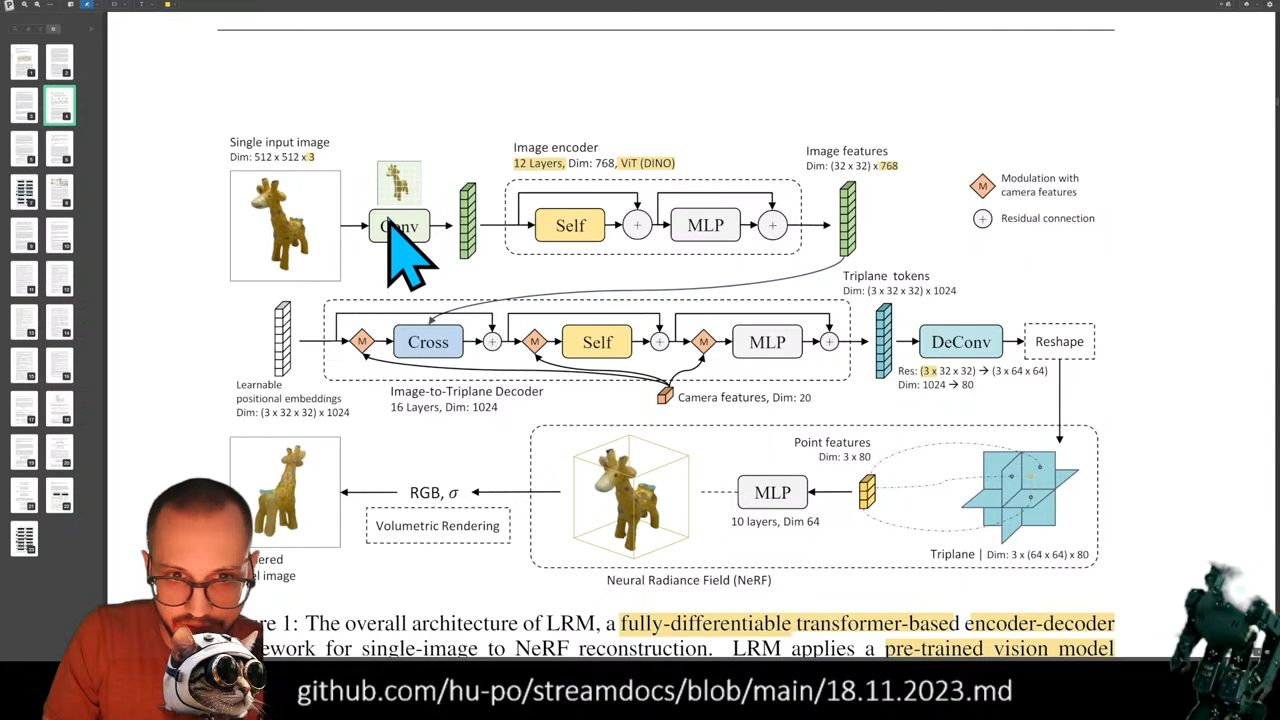 Single input image
Dim: 512 x 512 x 3
Image encoder
12 Layers, Dim: 768, ViT (DINO)
Image features
Dim: (32 x 32) x 768
M
Modulation with
camera features
+
Residual connection
Conv
Self
+
MLP
+
Triplane tokens
Dim: (3 x 32 x 32) x 1024
M
Cross
+
M
Self
+
M
MLP
+
DeConv
Reshape
Learnable
positional embeddings
Dim: (3 x 32 x 32) x 1024
Image-to-Triplane Decoder
16 Layers, Dim: 1024
Camera features, Dim: 20
Res: (3 x 32 x 32) → (3 x 64 x 64)
Dim: 1024 → 80
Point features
Dim: 3 x 80
RGB, σ
Volumetric Rendering
MLP
10 layers, Dim 64
Triplane | Dim: 3 x (64 x 64) x 80
Neural Radiance Field (NeRF)
image
1: The overall architecture of LRM, a fully-differentiable transformer-based encoder-decoder
for single-image to NeRF reconstruction. LRM applies a pre-trained vision model
github.com/hu-po/streamdocs/blob/main/18.11.2023.md